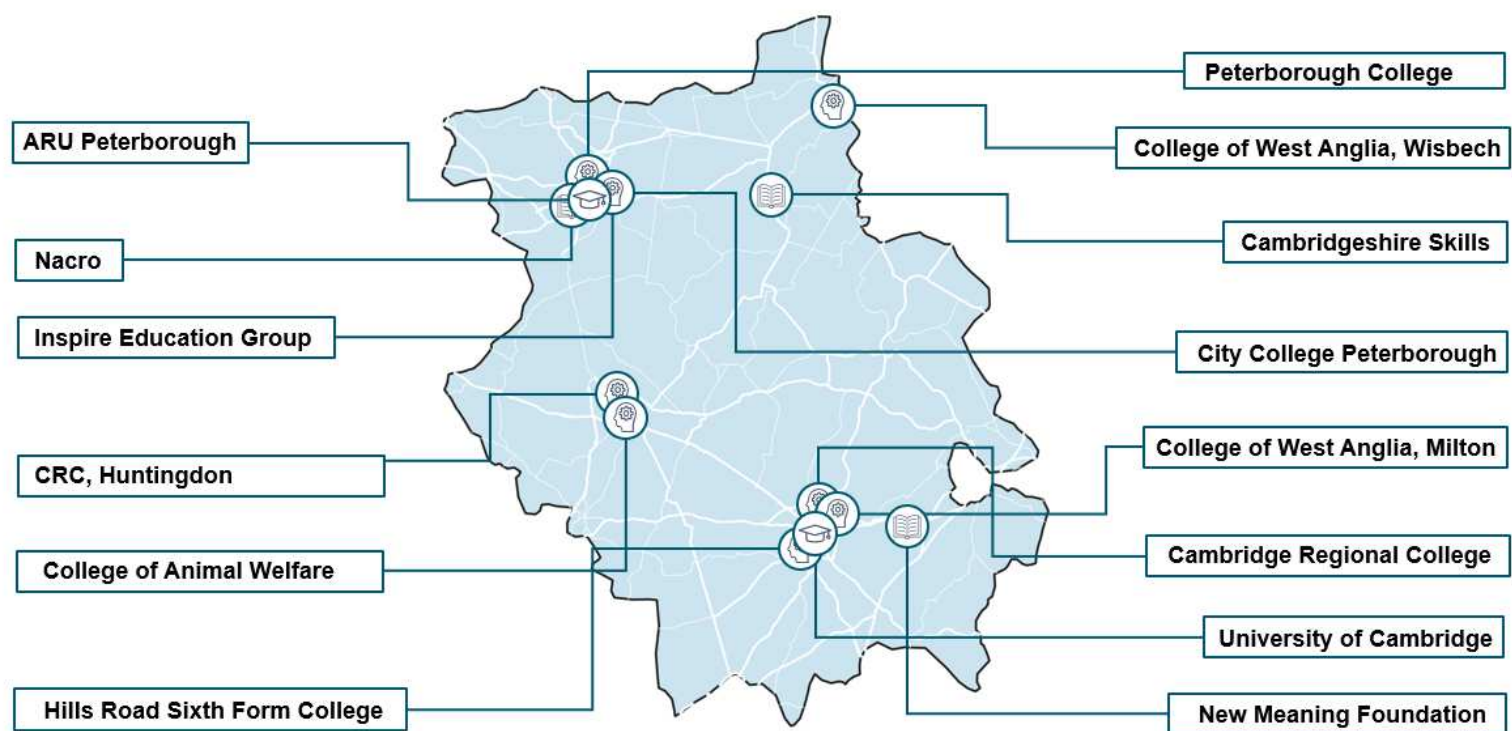 Peterborough College
ARU Peterborough
College of West Anglia, Wisbech
Nacro
Cambridgeshire Skills
Inspire Education Group
City College Peterborough
CRC, Huntingdon
College of West Anglia, Milton
College of Animal Welfare
Cambridge Regional College
University of Cambridge
Hills Road Sixth Form College
New Meaning Foundation